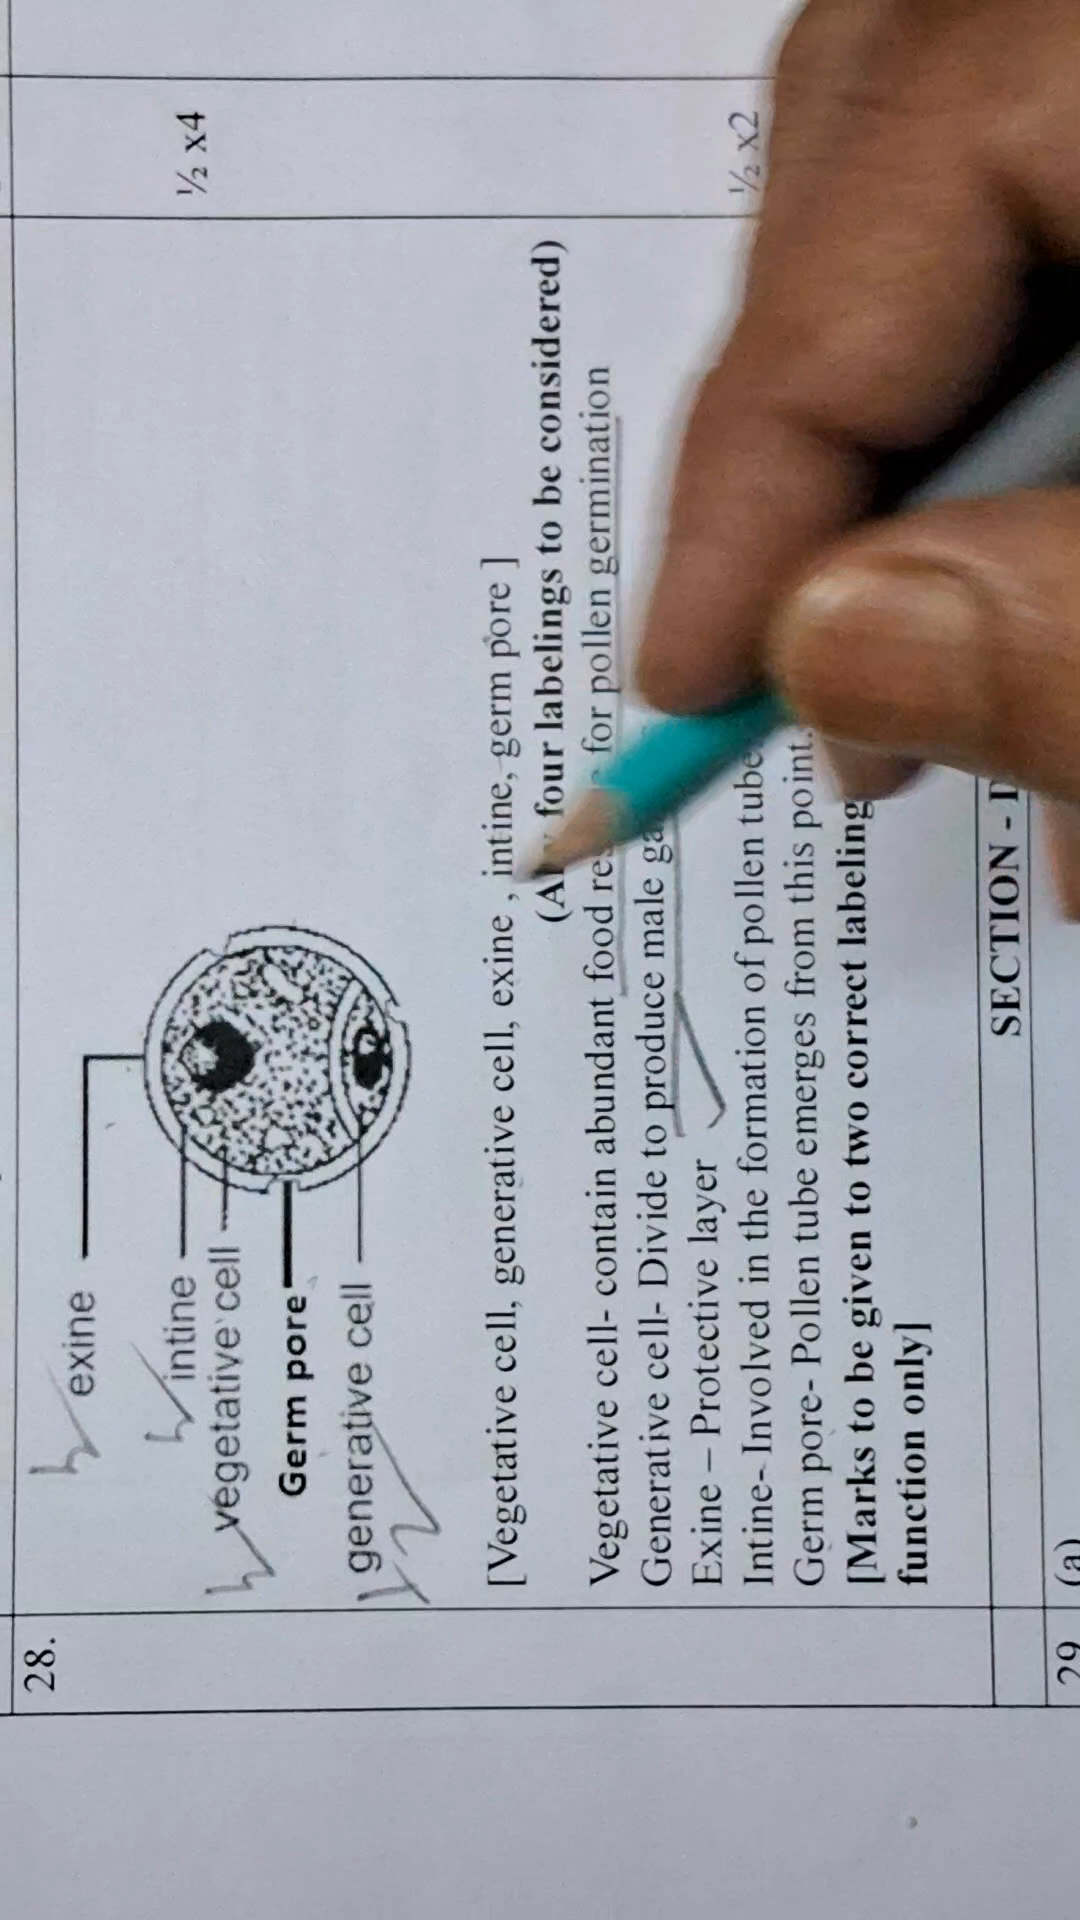 28.
exine
intine
vegetative cell
Germ pore
generative cell
½ x4
[Vegetative cell, generative cell, exine , intine, germ pore ]
four labelings to be considered)
Vegetative cell- contain abundant food for pollen germination
Generative cell- Divide to produce male
½ x2
Exine – Protective layer
Intine- Involved in the formation of pollen tube
Germ pore- Pollen tube emerges from this point.
[Marks to be given to two correct labeling
function only]
SECTION -
29 (a)